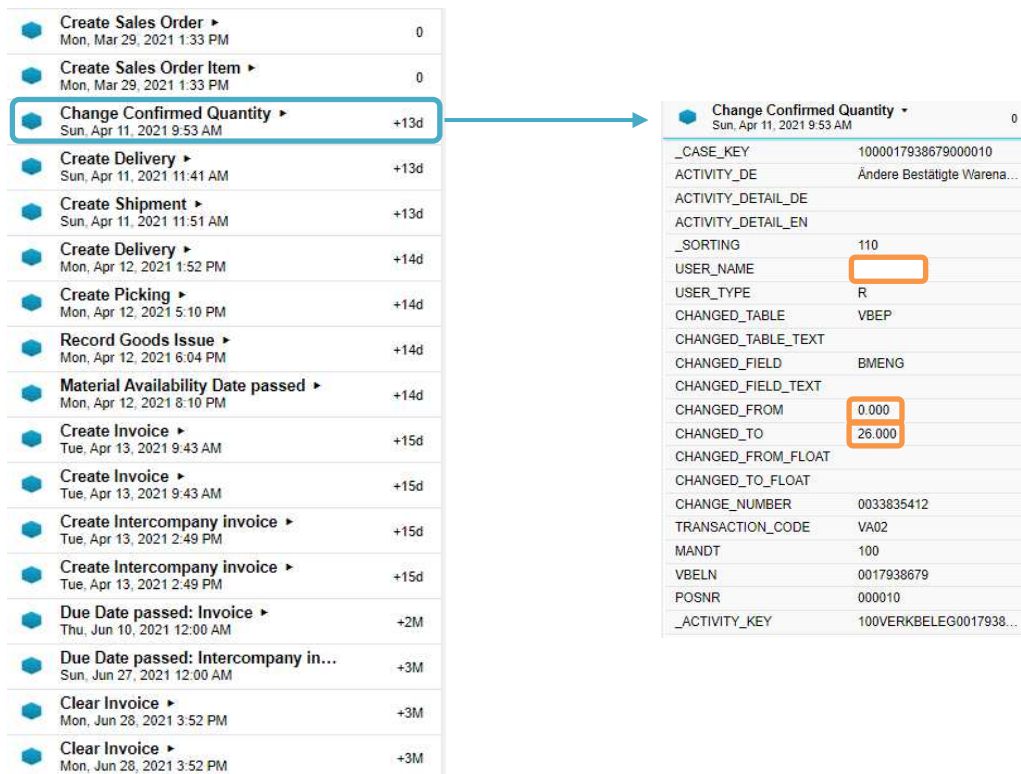 Create Sales Order ▸
Mon, Mar 29, 2021 1:33 PM
0
Create Sales Order Item ▸
Mon, Mar 29, 2021 1:33 PM
0
Change Confirmed Quantity ▸
Sun, Apr 11, 2021 9:53 AM
+13d
Create Delivery ▸
Sun, Apr 11, 2021 11:41 AM
+13d
Create Shipment ▸
Sun, Apr 11, 2021 11:51 AM
+13d
Create Delivery ▸
Mon, Apr 12, 2021 1:52 PM
+14d
Create Picking ▸
Mon, Apr 12, 2021 5:10 PM
+14d
Record Goods Issue ▸
Mon, Apr 12, 2021 6:04 PM
+14d
Material Availability Date passed ▸
Mon, Apr 12, 2021 8:10 PM
+14d
Create Invoice ▸
Tue, Apr 13, 2021 9:43 AM
+15d
Create Invoice ▸
Tue, Apr 13, 2021 9:43 AM
+15d
Create Intercompany invoice ▸
Tue, Apr 13, 2021 2:49 PM
+15d
Create Intercompany invoice ▸
Tue, Apr 13, 2021 2:49 PM
+15d
Due Date passed: Invoice ▸
Thu, Jun 10, 2021 12:00 AM
+2M
Due Date passed: Intercompany in...
Sun, Jun 27, 2021 12:00 AM
+3M
Clear Invoice ▸
Mon, Jun 28, 2021 3:52 PM
+3M
Clear Invoice ▸
Mon, Jun 28, 2021 3:52 PM
+3M
Change Confirmed Quantity ▾
Sun, Apr 11, 2021 9:53 AM
0
_CASE_KEY 1000017938679000010
ACTIVITY_DE Ändere Bestätigte Warena...
ACTIVITY_DETAIL_DE
ACTIVITY_DETAIL_EN
_SORTING 110
USER_NAME
USER_TYPE R
CHANGED_TABLE VBEP
CHANGED_TABLE_TEXT
CHANGED_FIELD BMENG
CHANGED_FIELD_TEXT
CHANGED_FROM 0.000
CHANGED_TO 26.000
CHANGED_FROM_FLOAT
CHANGED_TO_FLOAT
CHANGE_NUMBER 0033835412
TRANSACTION_CODE VA02
MANDT 100
VBELN 0017938679
POSNR 000010
_ACTIVITY_KEY 100VERKBELEG0017938...